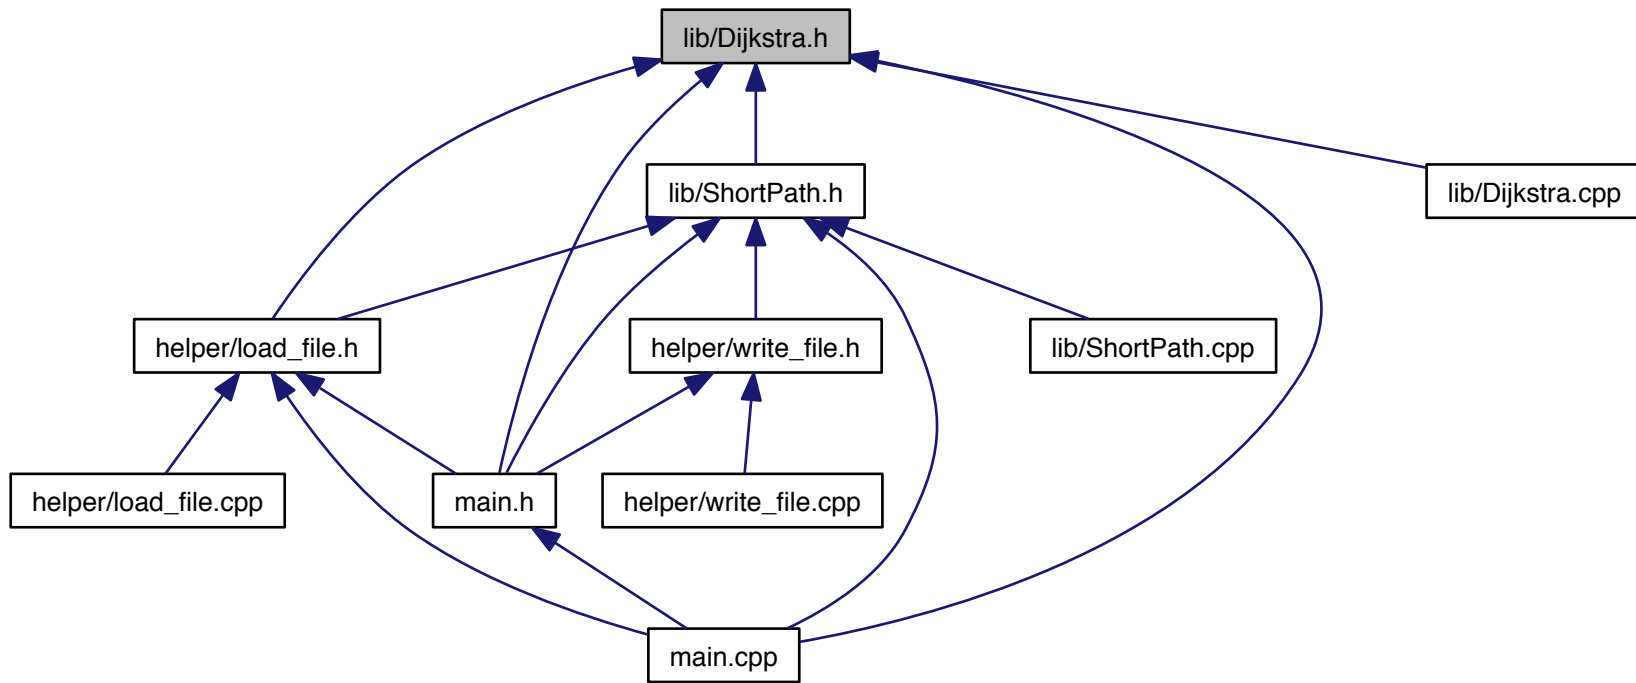 lib/Dijkstra.h
lib/ShortPath.h
lib/Dijkstra.cpp
helper/load_file.h
helper/write_file.h
lib/ShortPath.cpp
helper/load_file.cpp
main.h
helper/write_file.cpp
main.cpp